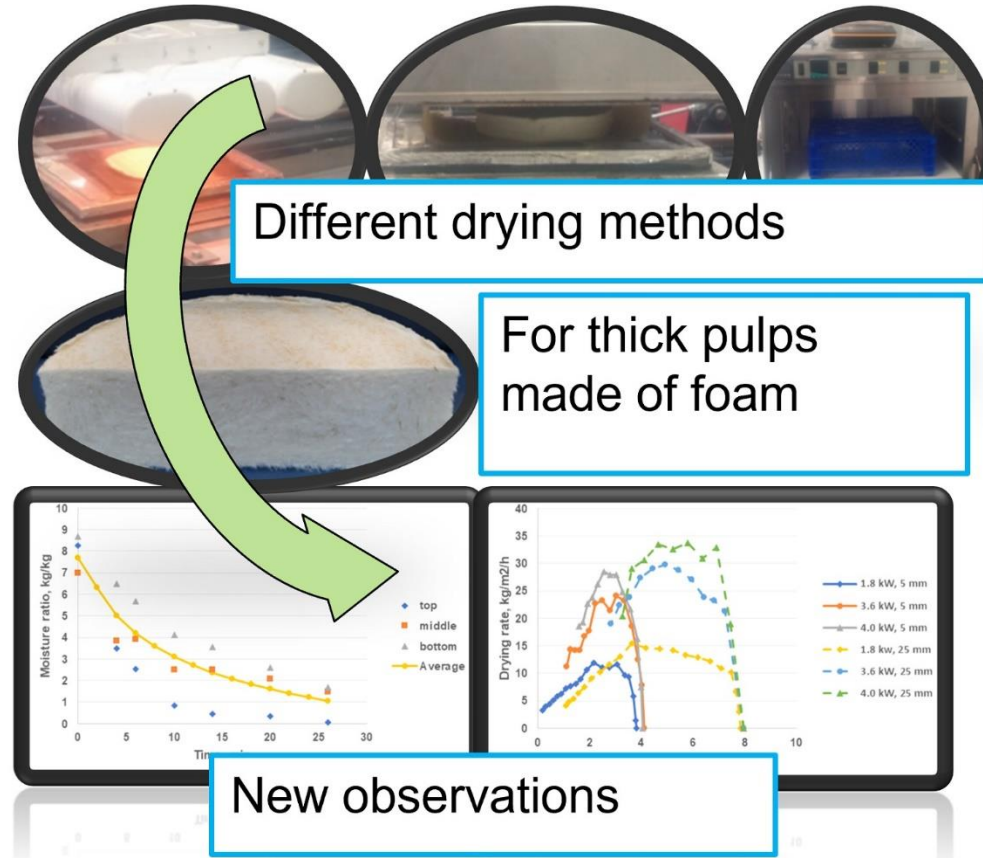 Different drying methods
For thick pulps
made of foam
10
9
8
7
6
5
4
3
2
1
0
Moisture ratio, kg/kg
0
5
10
15
20
25
30
top
middle
bottom
Average
40
35
30
25
20
15
10
5
0
Drying rate, kg/m2/h
0
2
4
6
8
10
1.8 kW, 5 mm
3.6 kW, 5 mm
4.0 kW, 5 mm
1.8 kw, 25 mm
3.6 kW, 25 mm
4.0 kW, 25 mm
New observations